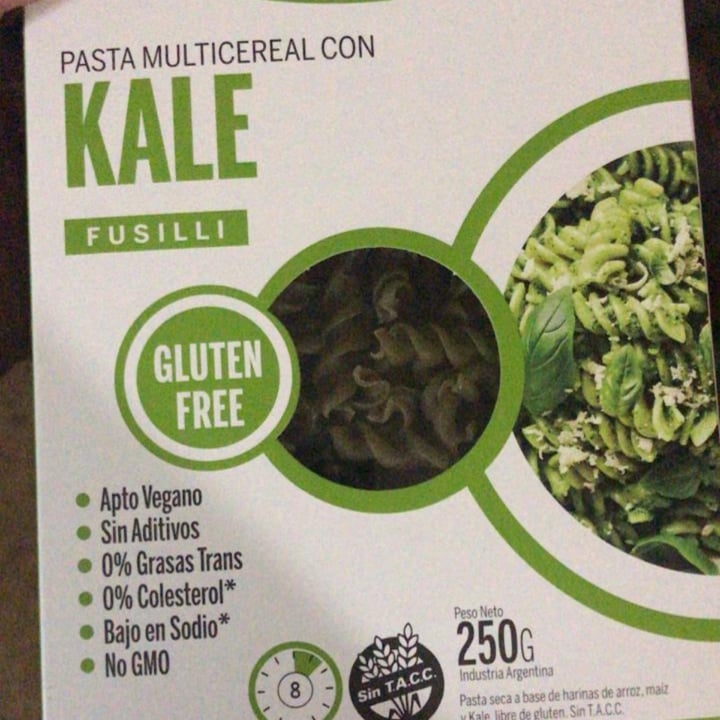 PASTA MULTICEREAL CON
KALE
FUSILLI
GLUTEN
FREE
Apto Vegano
Sin Aditivos
0% Grasas Trans
0% Colesterol*
Bajo en Sodio*
No GMO
8
Sin T.A.C.C.
Peso Neto
250G
Industria Argentina
Pasta seca a base de harinas de arroz, maíz
y Kale, libre de gluten. Sin T.A.C.C.